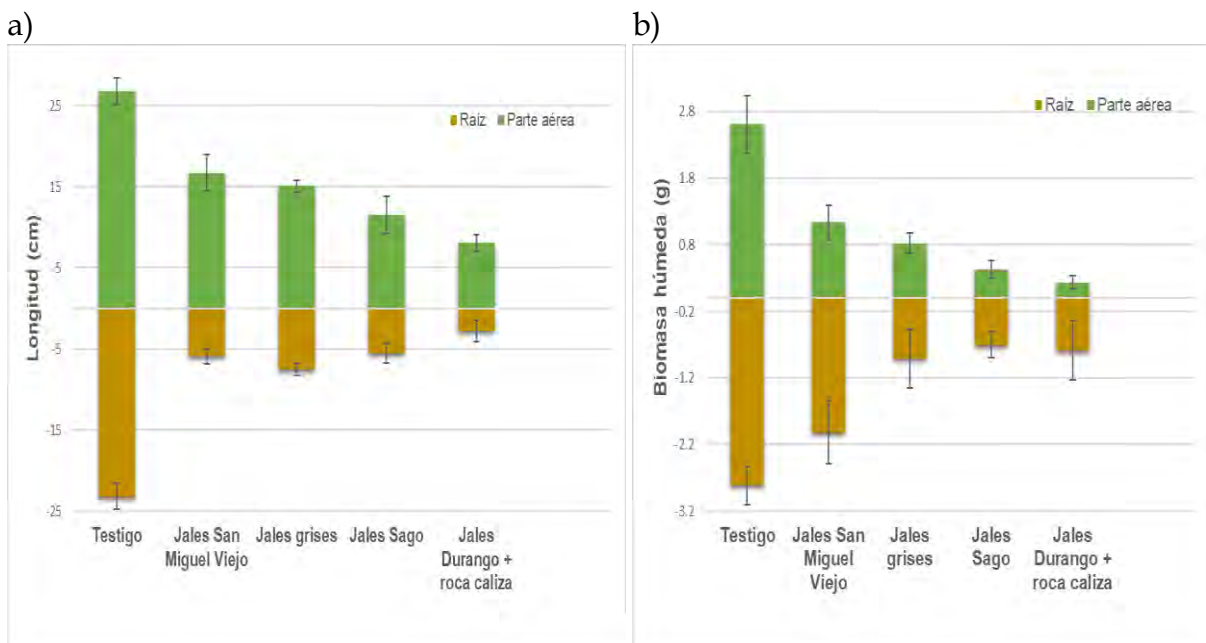 a)
Longitud (cm)
25
15
-5
-5
-15
-25
Raíz Parte aérea
Testigo
Jales San
Miguel Viejo
Jales grises
Jales Sago
Jales
Durango +
roca caliza
b)
Biomasa húmeda (g)
2.8
1.8
0.8
-0.2
-1.2
-2.2
-3.2
Raíz Parte aérea
Testigo
Jales San
Miguel
Viejo
Jales
grises
Jales
Sago
Jales
Durango +
roca caliza